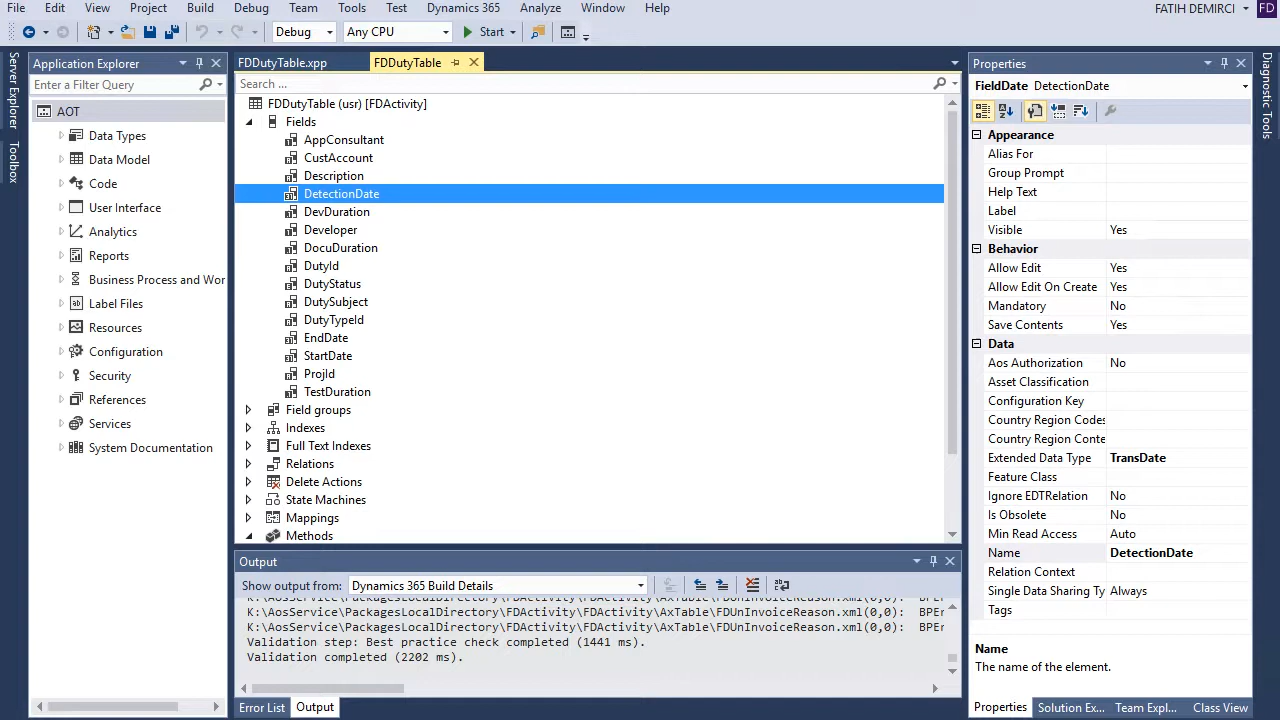 File Edit View Project Build Debug Team Tools Test Dynamics 365 Analyze Window Help FATIH DEMIRCI FD
Debug Any CPU Start
Server Explorer
Toolbox
Application Explorer
Enter a Filter Query
AOT
Data Types
Data Model
Code
User Interface
Analytics
Reports
Business Process and Wor
Label Files
Resources
Configuration
Security
References
Services
System Documentation
FDDutyTable.xpp FDDutyTable
Search ...
FDDutyTable (usr) [FDActivity]
Fields
AppConsultant
CustAccount
Description
DetectionDate
DevDuration
Developer
DocuDuration
DutyId
DutyStatus
DutySubject
DutyTypeId
EndDate
StartDate
ProjId
TestDuration
Field groups
Indexes
Full Text Indexes
Relations
Delete Actions
State Machines
Mappings
Methods
Output
Show output from: Dynamics 365 Build Details
K:\AosService\PackagesLocalDirectory\FDActivity\FDActivity\AxTable\FDUnInvoiceReason.xml(0,0): BPEr
K:\AosService\PackagesLocalDirectory\FDActivity\FDActivity\AxTable\FDUnInvoiceReason.xml(0,0): BPEr
K:\AosService\PackagesLocalDirectory\FDActivity\FDActivity\AxTable\FDUnInvoiceReason.xml(0,0): BPEr
Validation step: Best practice check completed (1441 ms).
Validation completed (2202 ms).
Error List Output
Properties
FieldDate DetectionDate
Appearance
Alias For
Group Prompt
Help Text
Label
Visible Yes
Behavior
Allow Edit Yes
Allow Edit On Create Yes
Mandatory No
Save Contents Yes
Data
Aos Authorization No
Asset Classification
Configuration Key
Country Region Codes
Country Region Conte
Extended Data Type TransDate
Feature Class
Ignore EDTRelation No
Is Obsolete No
Min Read Access Auto
Name DetectionDate
Relation Context
Single Data Sharing Ty Always
Tags
Name
The name of the element.
Properties Solution Ex... Team Expl... Class View
Diagnostic Tools